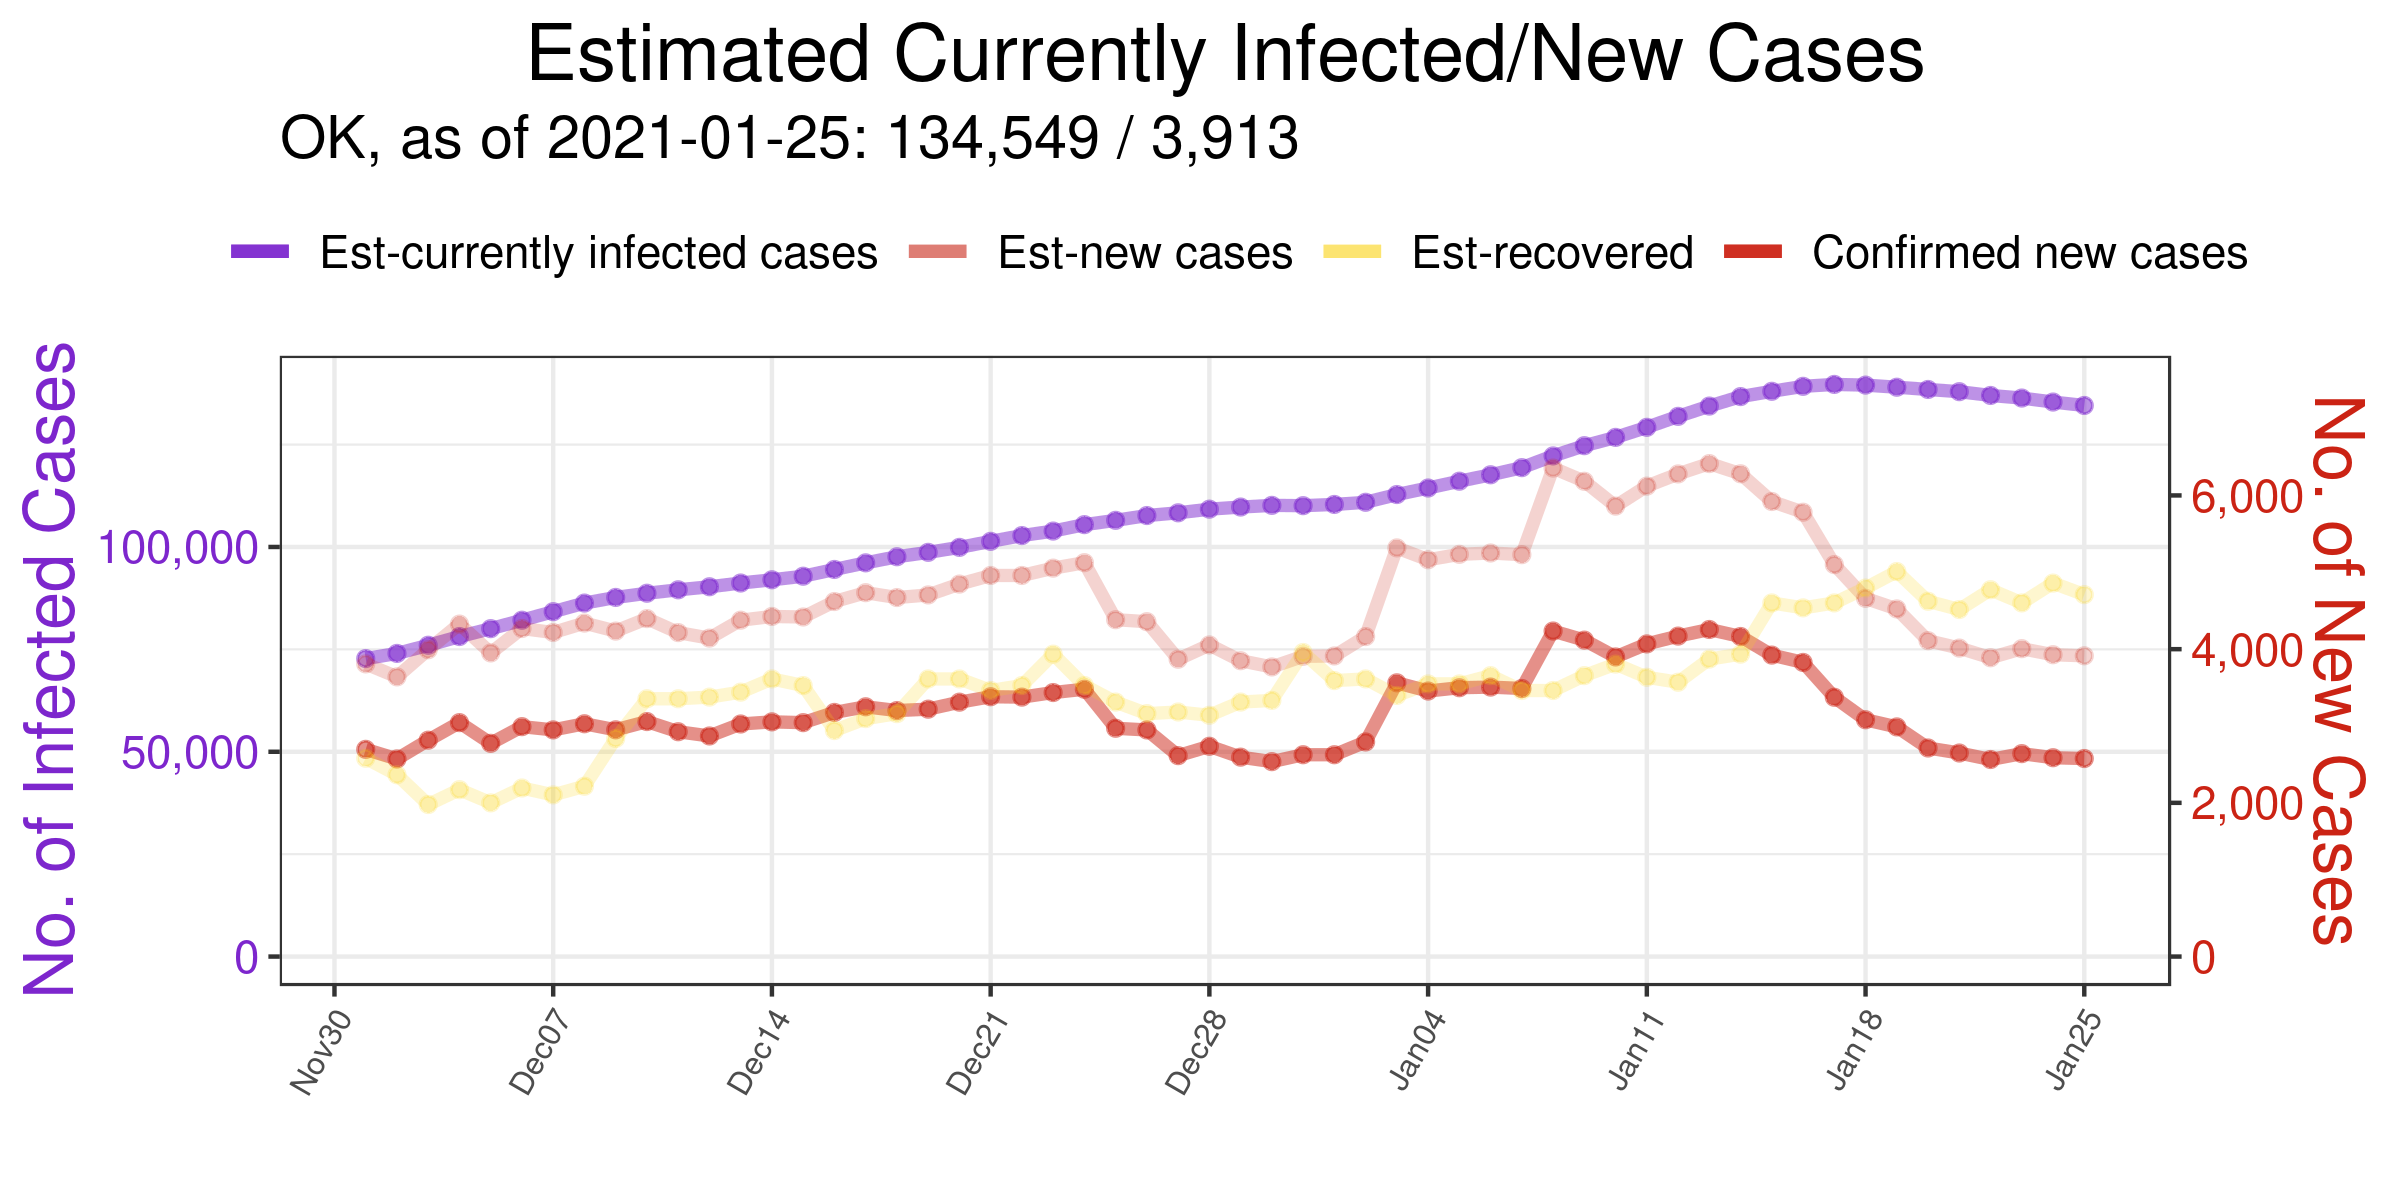 Estimated Currently Infected/New Cases
OK, as of 2021-01-25: 134,549 / 3,913
Est-currently infected cases Est-new cases Est-recovered Confirmed new cases
No. of Infected Cases
100,000
50,000
0
6,000
4,000
2,000
0
No. of New Cases
Nov30 Dec07 Dec14 Dec21 Dec28 Jan04 Jan11 Jan18 Jan25